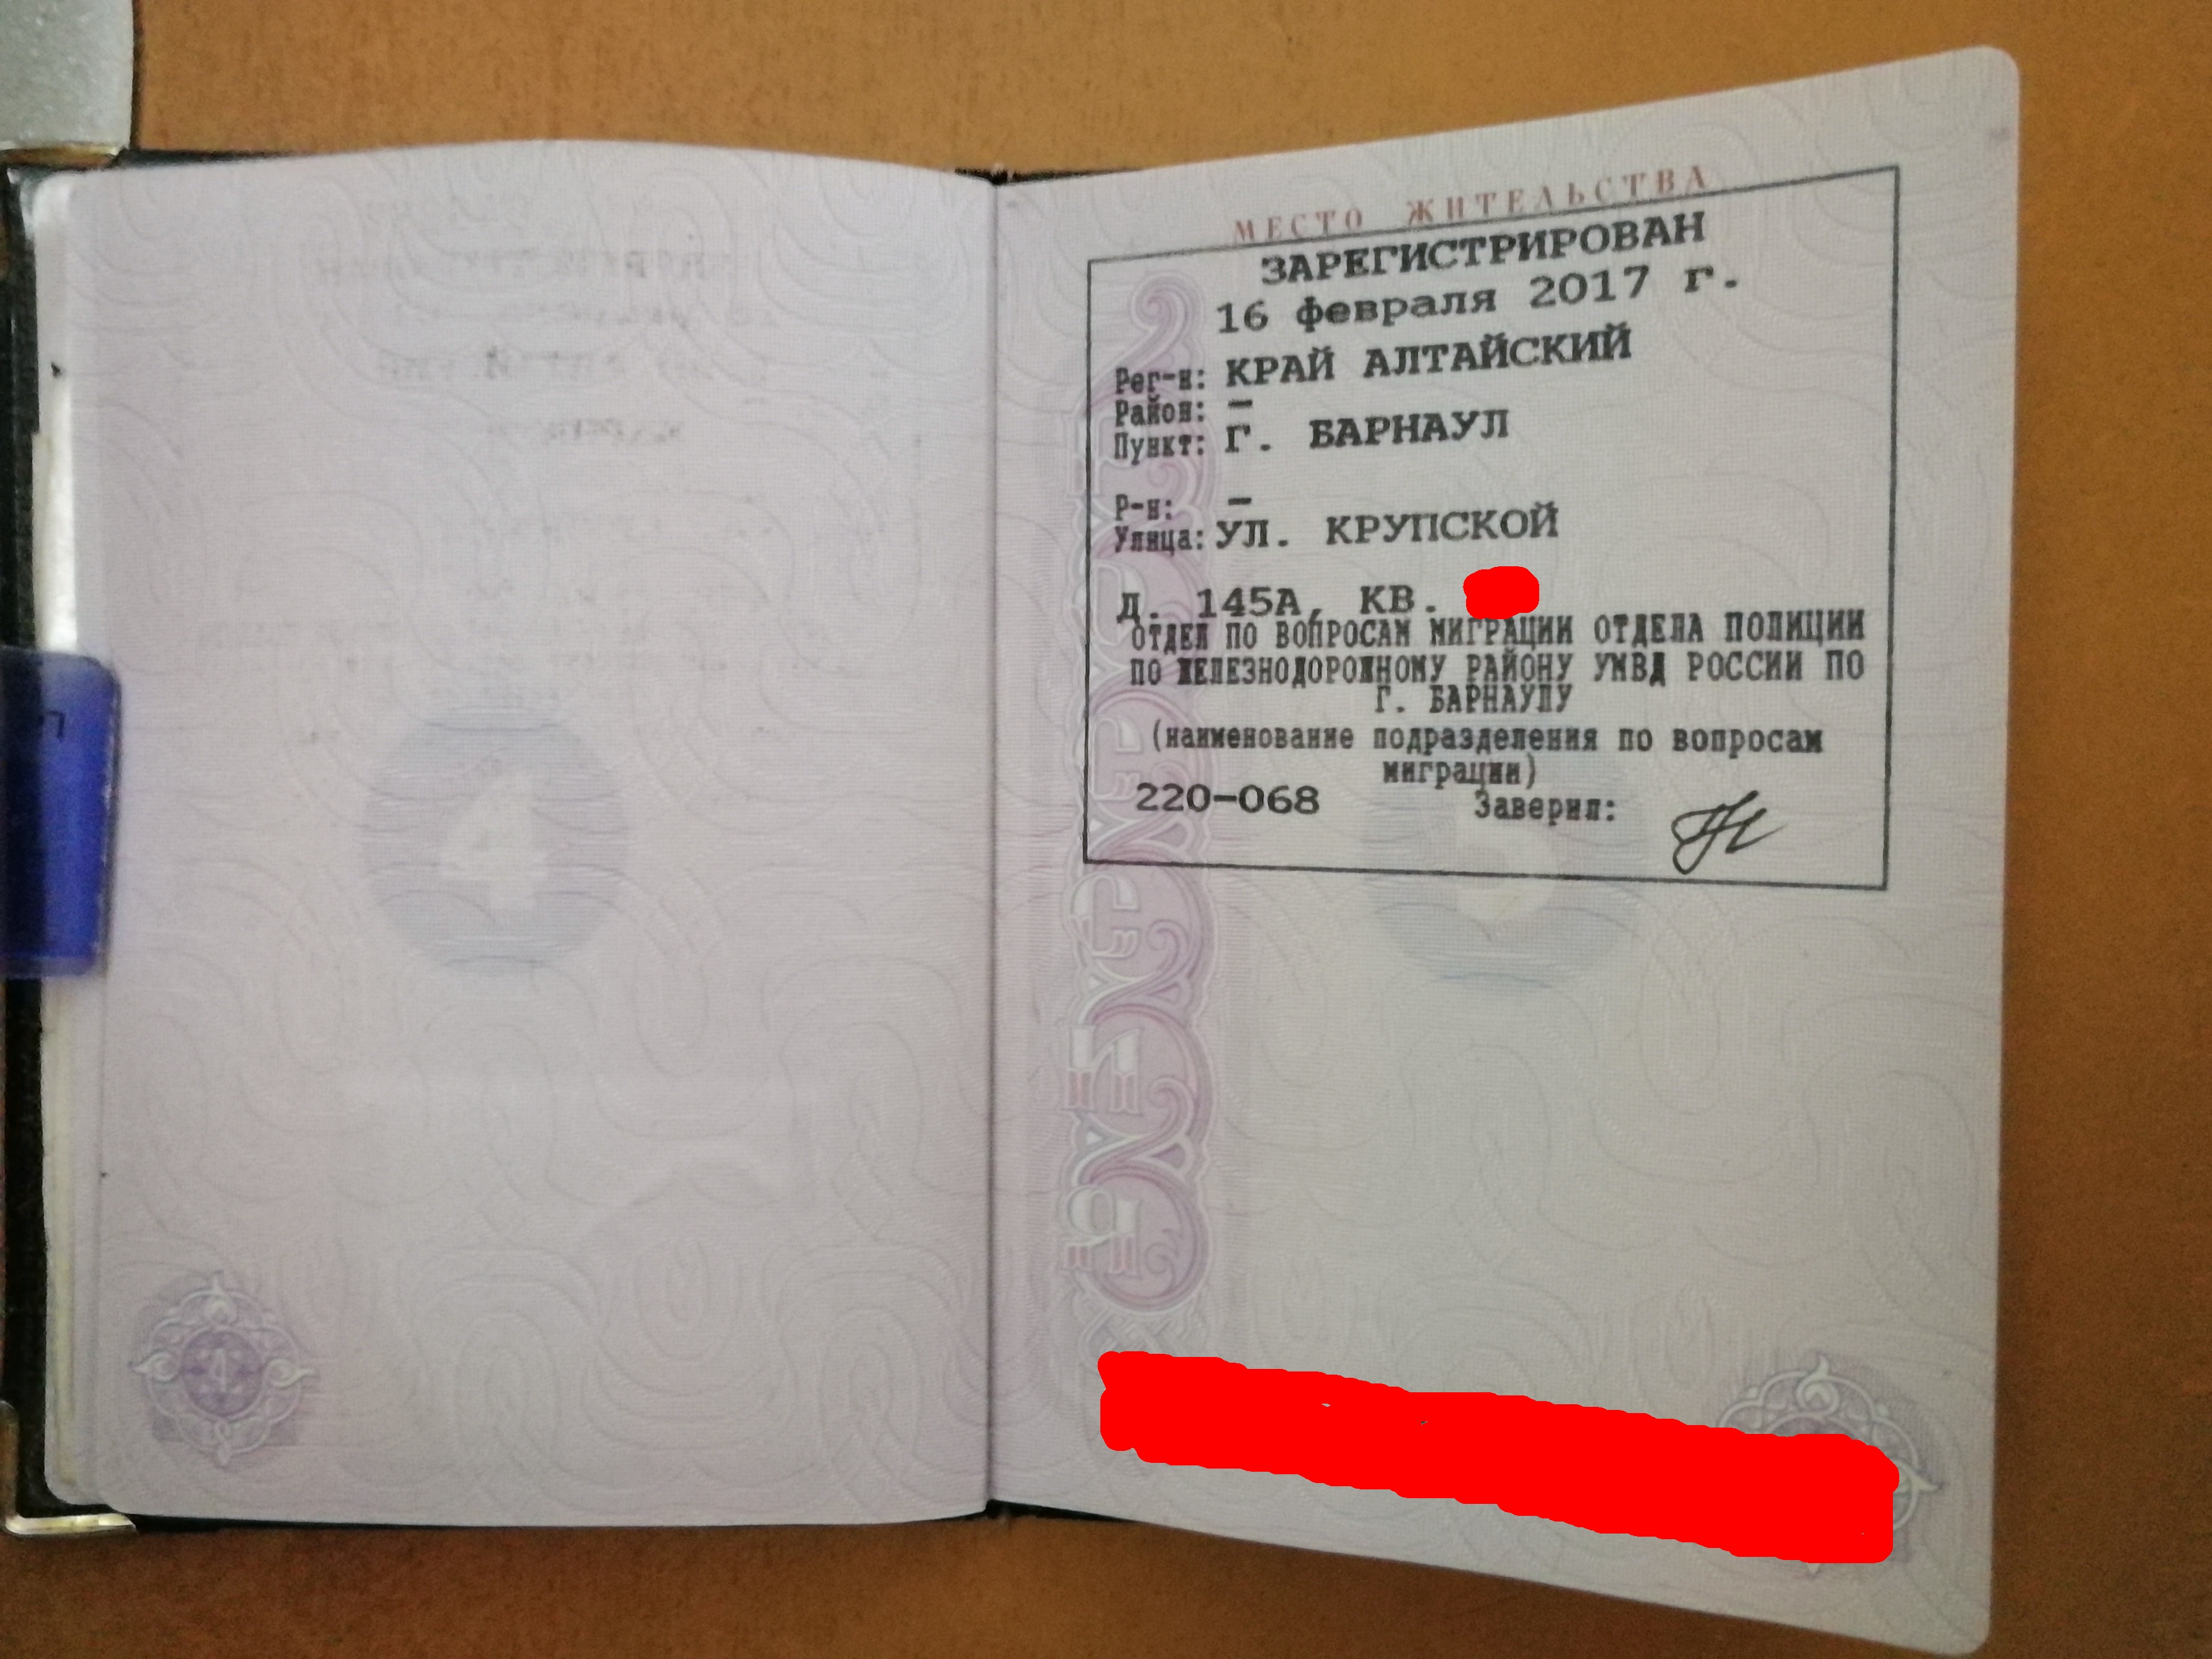 МЕСТО ЖИТЕЛЬСТВА
ЗАРЕГИСТРИРОВАН
16 февраля 2017 г.
Рег-н: КРАЙ АЛТАЙСКИЙ
Район: –
Пункт: Г. БАРНАУЛ
Р-н: –
Улица: УЛ. КРУПСКОЙ
Д. 145А, КВ.
ОТДЕЛ ПО ВОПРОСАМ МИГРАЦИИ ОТДЕЛА ПОЛИЦИИ
ПО ЖЕЛЕЗНОДОРОЖНОМУ РАЙОНУ УМВД РОССИИ ПО
Г. БАРНАУЛУ
(наименование подразделения по вопросам
миграции)
220-068 Заверил:
4